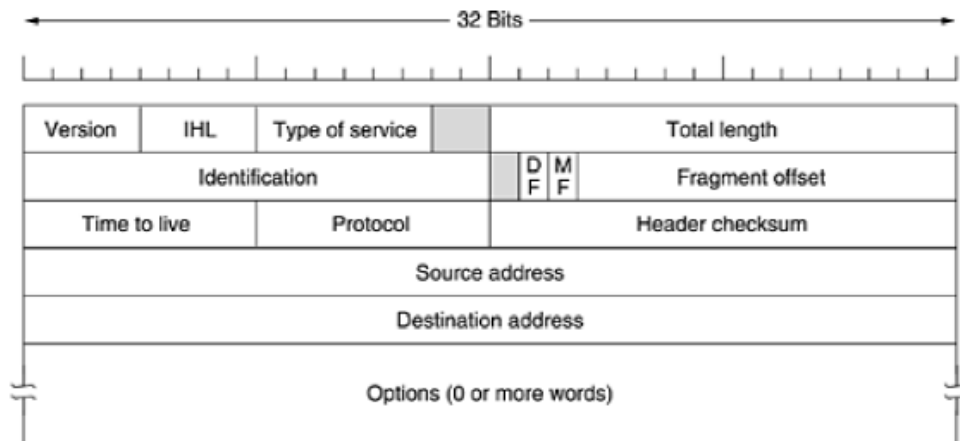 32 Bits
Version IHL Type of service Total length
Identification D F M F Fragment offset
Time to live Protocol Header checksum
Source address
Destination address
Options (0 or more words)